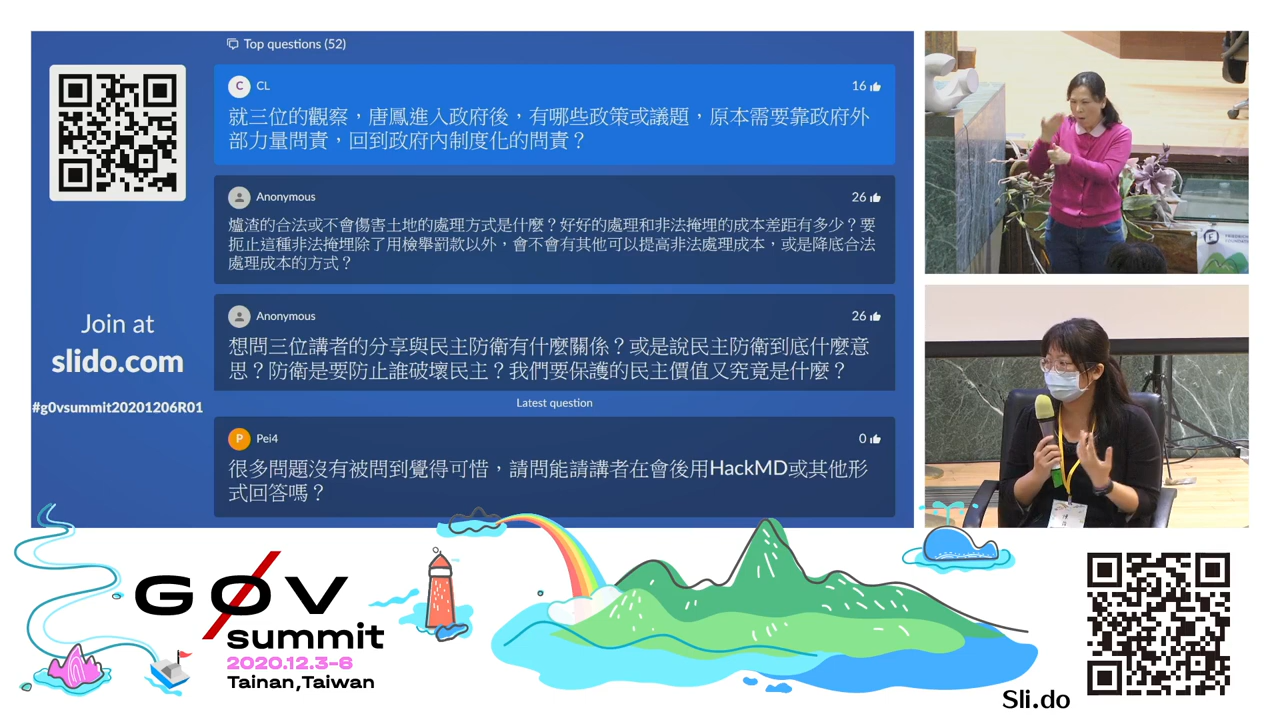 Top questions (52)
C CL 16
就三位的觀察，唐鳳進入政府後，有哪些政策或議題，原本需要靠政府外
部力量問責，回到政府內制度化的問責？
Anonymous 26
爐渣的合法或不會傷害土地的處理方式是什麼？好好的處理和非法掩埋的成本差距有多少？要
扼止這種非法掩埋除了用檢舉罰款以外，會不會有其他可以提高非法處理成本，或是降底合法
處理成本的方式？
Anonymous 26
想問三位講者的分享與民主防衛有什麼關係？或是說民主防衛到底什麼意
思？防衛是要防止誰破壞民主？我們要保護的民主價值又究竟是什麼？
Latest question
P Pei4 0
很多問題沒有被問到覺得可惜，請問能請講者在會後用HackMD或其他形
式回答嗎？
Join at
slido.com
#g0vsummit20201206R01
GØV
summit
2020.12.3-6
Tainan,Taiwan
Sli.do